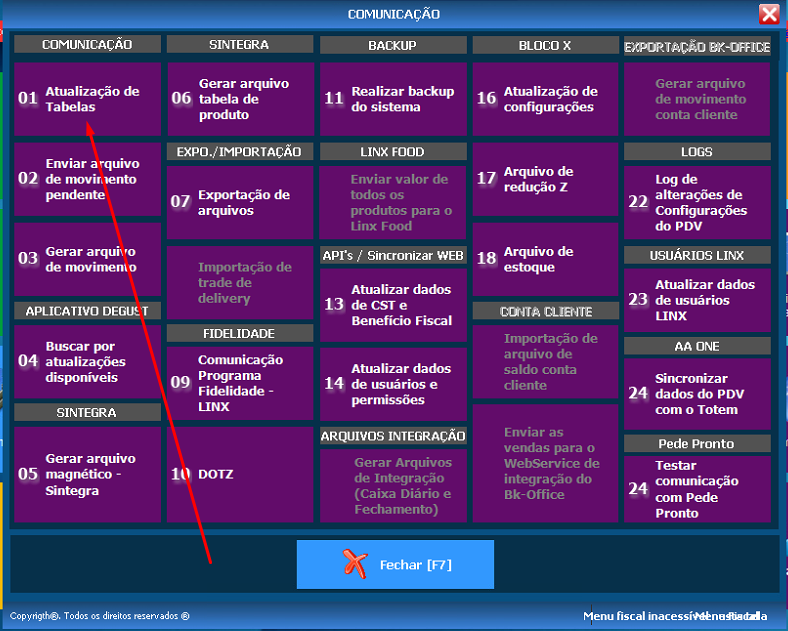 COMUNICAÇÃO
COMUNICAÇÃO
01 Atualização de
Tabelas
02 Enviar arquivo
de movimento
pendente
03 Gerar arquivo
de movimento
APLICATIVO DEGUST
04 Buscar por
atualizações
disponíveis
SINTEGRA
05 Gerar arquivo
magnético -
Sintegra
SINTEGRA
06 Gerar arquivo
tabela de
produto
EXPO./IMPORTAÇÃO
07 Exportação de
arquivos
Importação de
trade de
delivery
FIDELIDADE
09 Comunicação
Programa
Fidelidade -
LINX
10 DOTZ
BACKUP
11 Realizar backup
do sistema
LINX FOOD
Enviar valor de
todos os
produtos para o
Linx Food
API's / Sincronizar WEB
13 Atualizar dados
de CST e
Benefício Fiscal
14 Atualizar dados
de usuários e
permissões
ARQUIVOS INTEGRAÇÃO
Gerar Arquivos
de Integração
(Caixa Diário e
Fechamento)
BLOCO X
16 Atualização de
configurações
17 Arquivo de
redução Z
18 Arquivo de
estoque
CONTA CLIENTE
Importação de
arquivo de
saldo conta
cliente
Enviar as
vendas para o
WebService de
integração do
Bk-Office
EXPORTAÇÃO BK-OFFICE
Gerar arquivo
de movimento
conta cliente
LOGS
22 Log de
alterações de
Configurações
do PDV
USUÁRIOS LINX
23 Atualizar dados
de usuários
LINX
AA ONE
24 Sincronizar
dados do PDV
com o Totem
Pede Pronto
24 Testar
comunicação
com Pede
Pronto
Fechar [F7]
Copyrigth®. Todos os direitos reservados ®
Menu fiscal inacessível